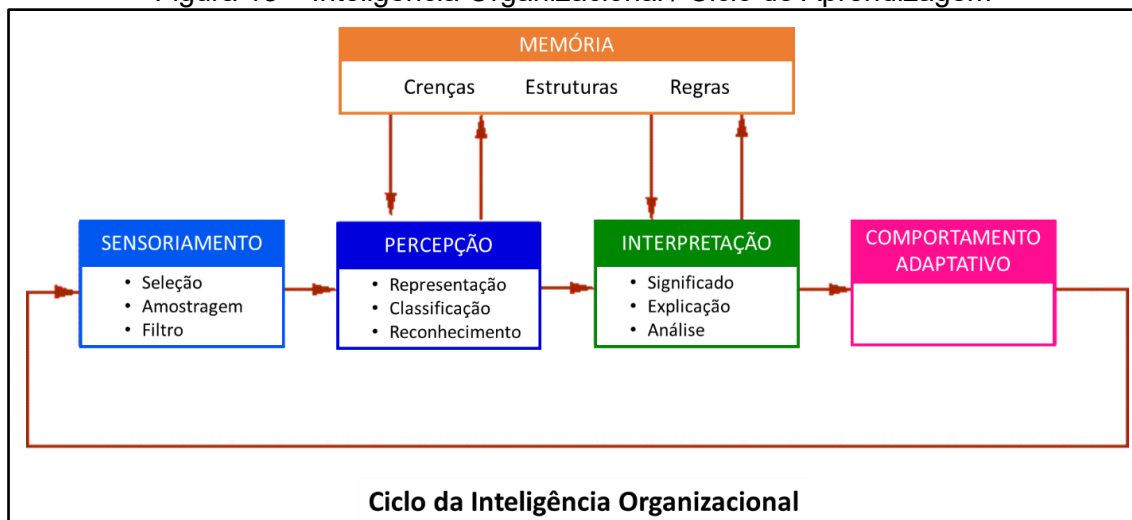 MEMÓRIA
Crenças Estruturas Regras
SENSORIAMENTO
• Seleção
• Amostragem
• Filtro
PERCEPÇÃO
• Representação
• Classificação
• Reconhecimento
INTERPRETAÇÃO
• Significado
• Explicação
• Análise
COMPORTAMENTO
ADAPTATIVO
Ciclo da Inteligência Organizacional